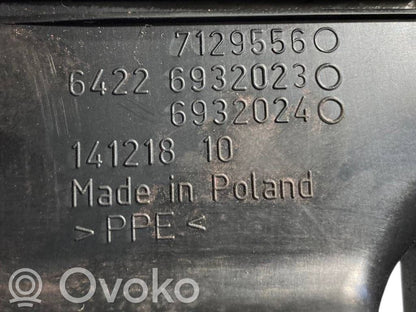 7129556
6422 6932023
6932024
141218 10
Made in Poland
> PPE <
Ovoko